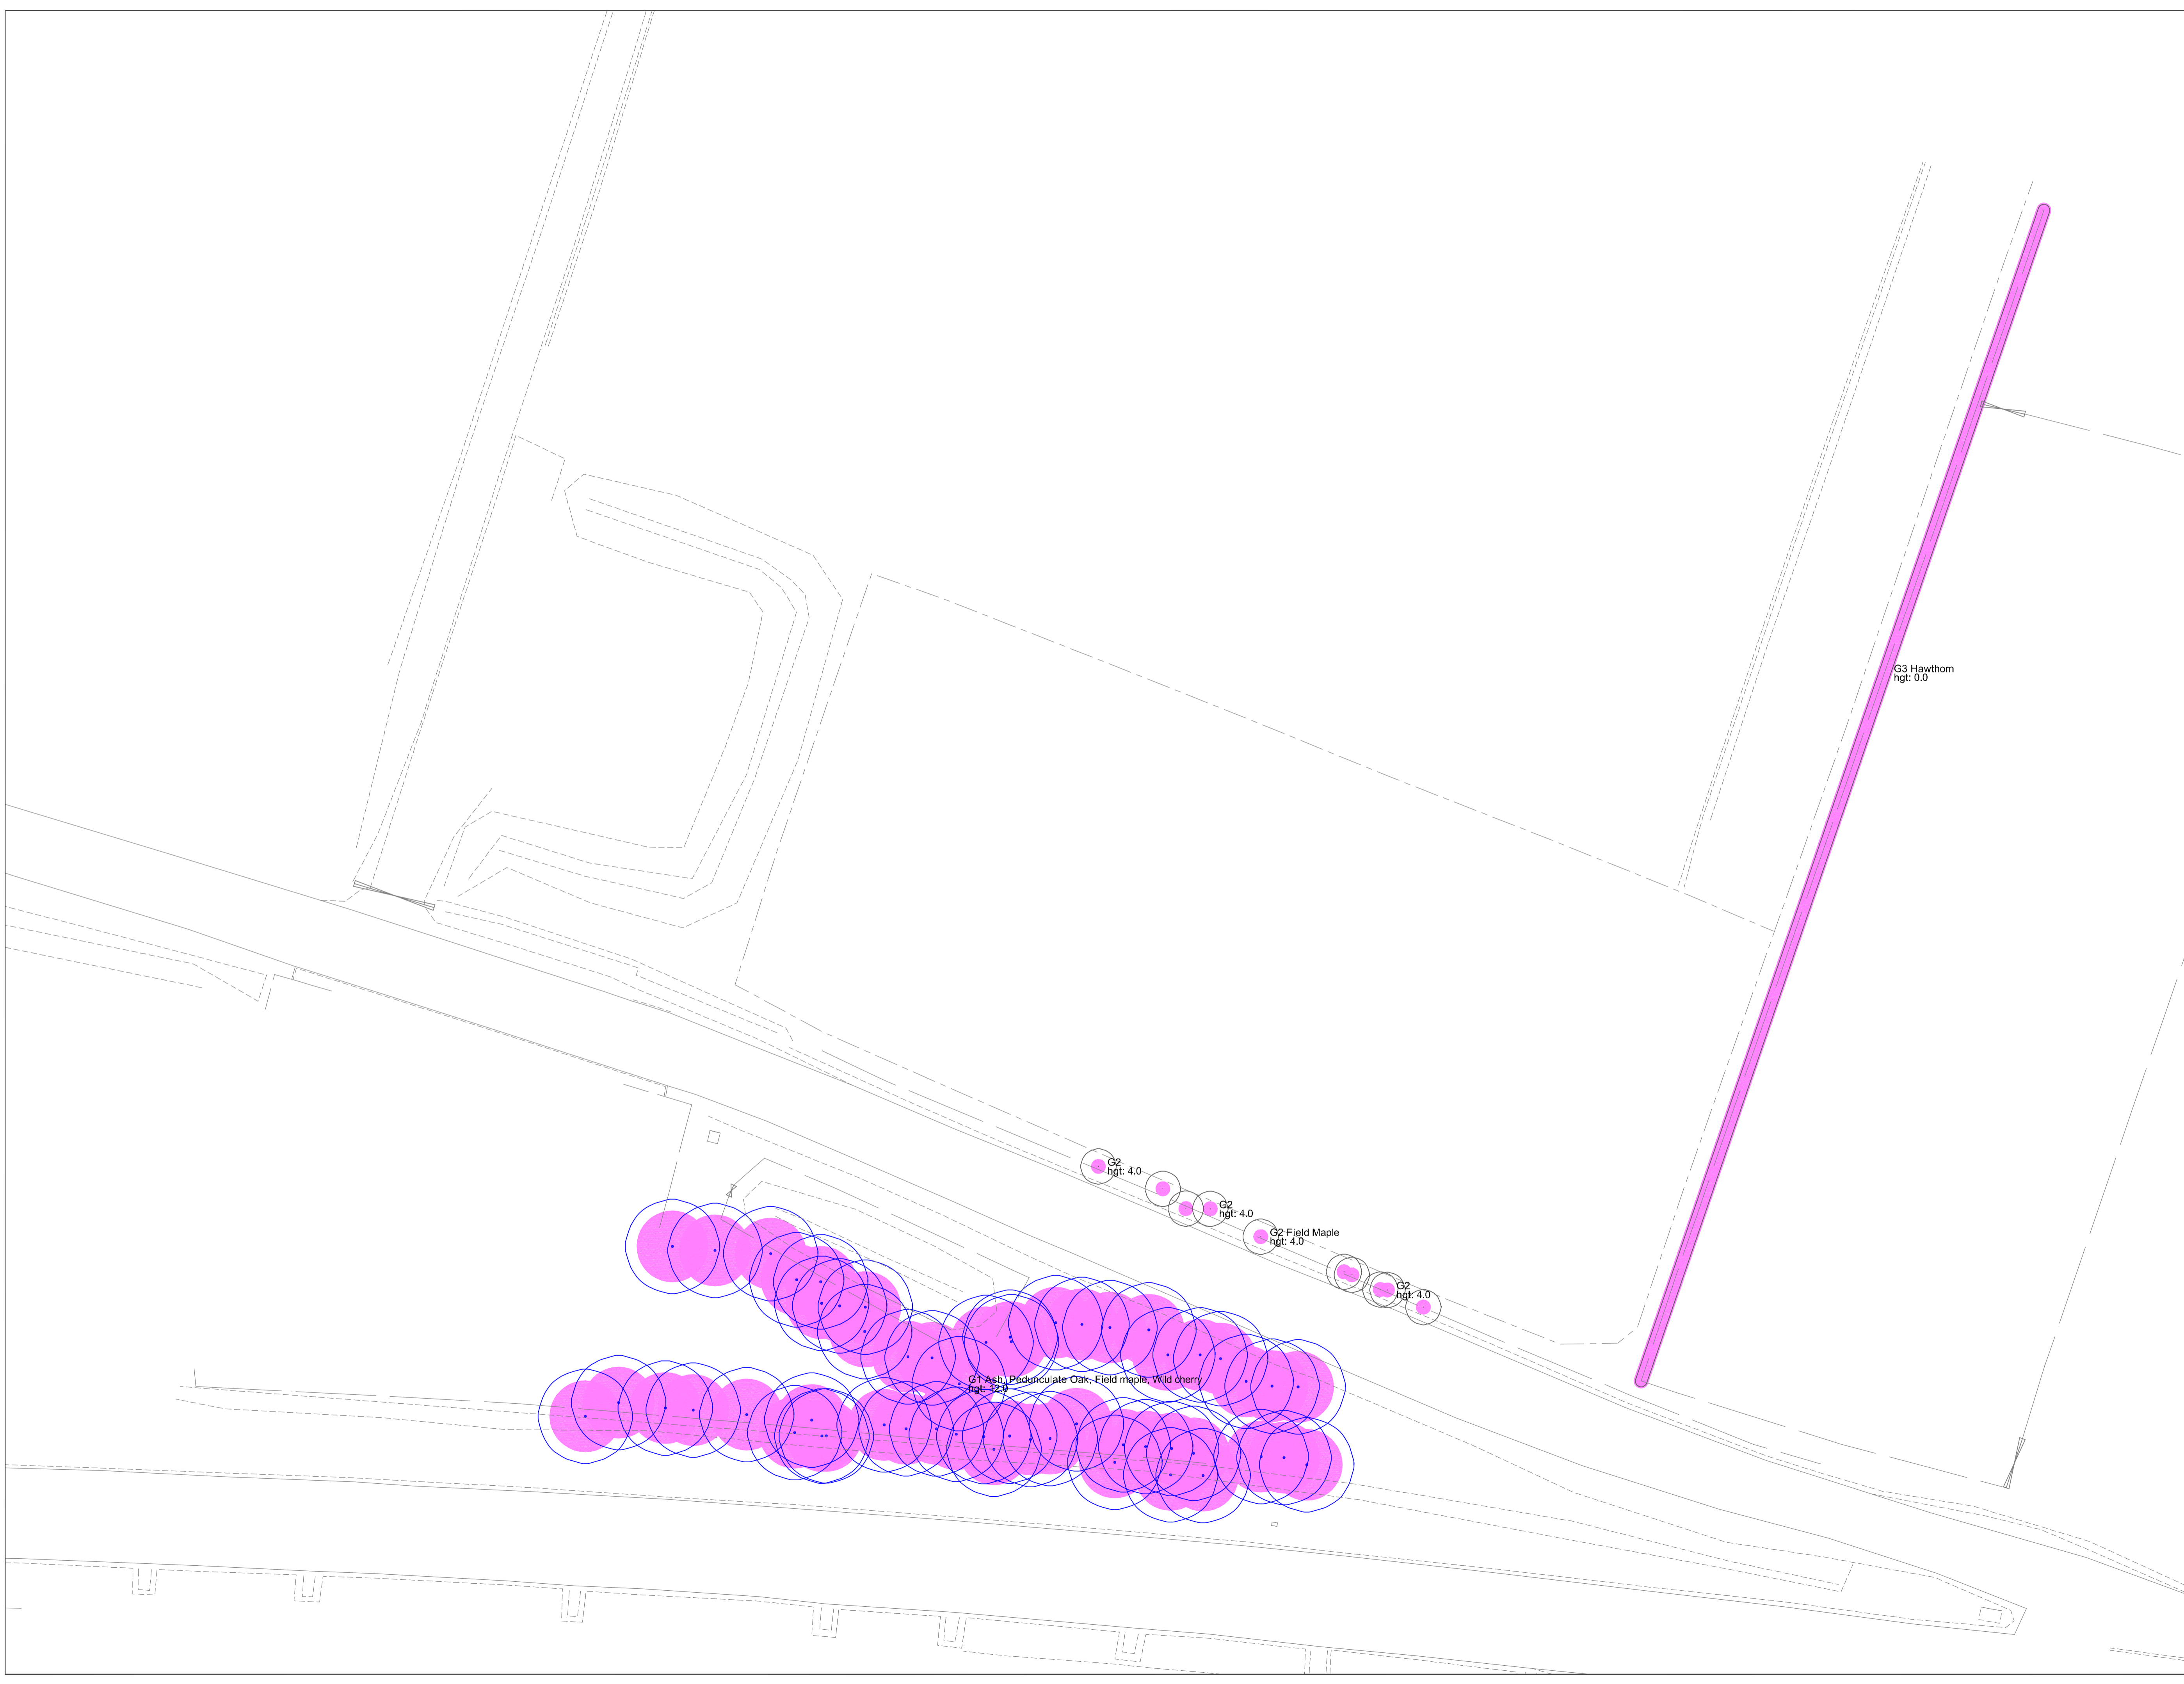 G3 Hawthorn
hgt: 0.0
G2
hgt: 4.0
G2
hgt: 4.0
G2 Field Maple
hgt: 4.0
G2
hgt: 4.0
G1 Ash, Pedunculate Oak, Field maple, Wild cherry
hgt: 12.0